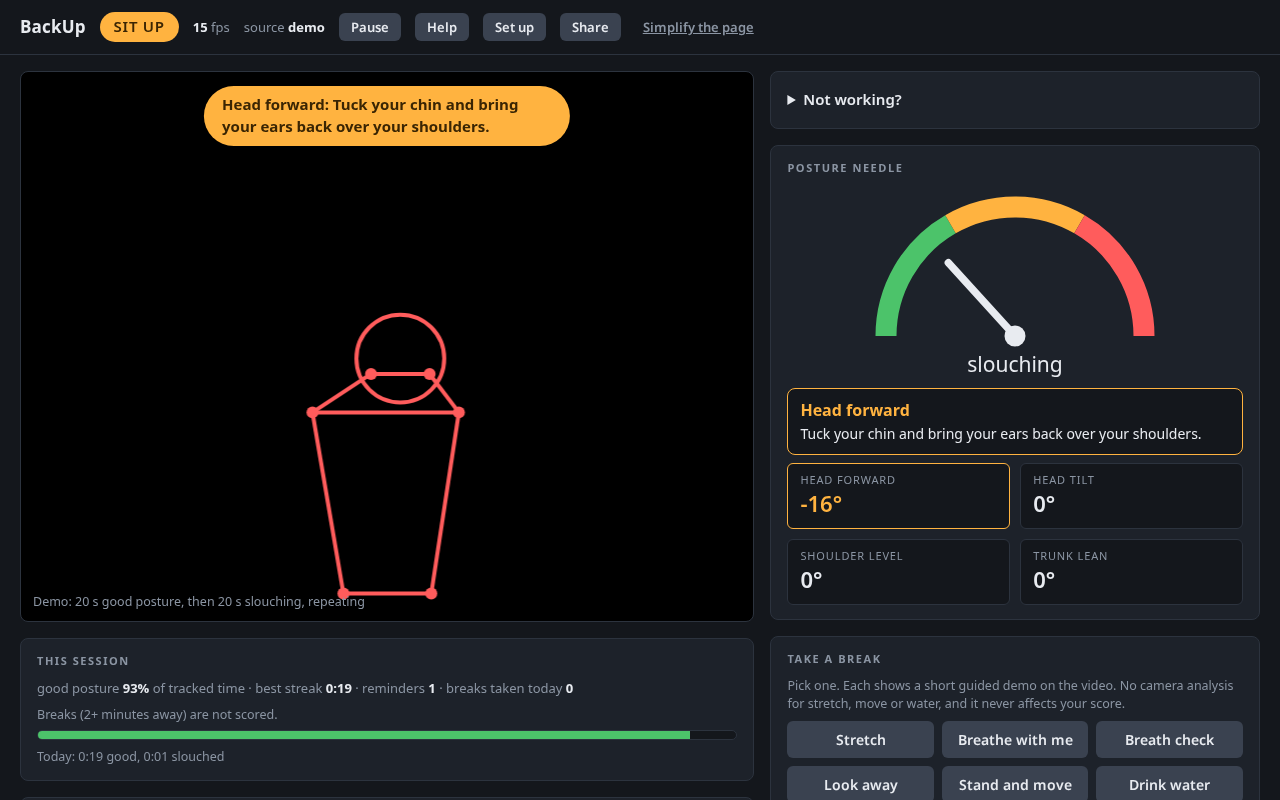 BackUp
SIT UP
15 fps
source demo
Pause
Help
Set up
Share
Simplify the page
Head forward: Tuck your chin and bring
your ears back over your shoulders.
Demo: 20 s good posture, then 20 s slouching, repeating
THIS SESSION
good posture 93% of tracked time · best streak 0:19 · reminders 1 · breaks taken today 0
Breaks (2+ minutes away) are not scored.
Today: 0:19 good, 0:01 slouched
Not working?
POSTURE NEEDLE
slouching
Head forward
Tuck your chin and bring your ears back over your shoulders.
HEAD FORWARD
-16°
HEAD TILT
0°
SHOULDER LEVEL
0°
TRUNK LEAN
0°
TAKE A BREAK
Pick one. Each shows a short guided demo on the video. No camera analysis
for stretch, move or water, and it never affects your score.
Stretch
Breathe with me
Breath check
Look away
Stand and move
Drink water